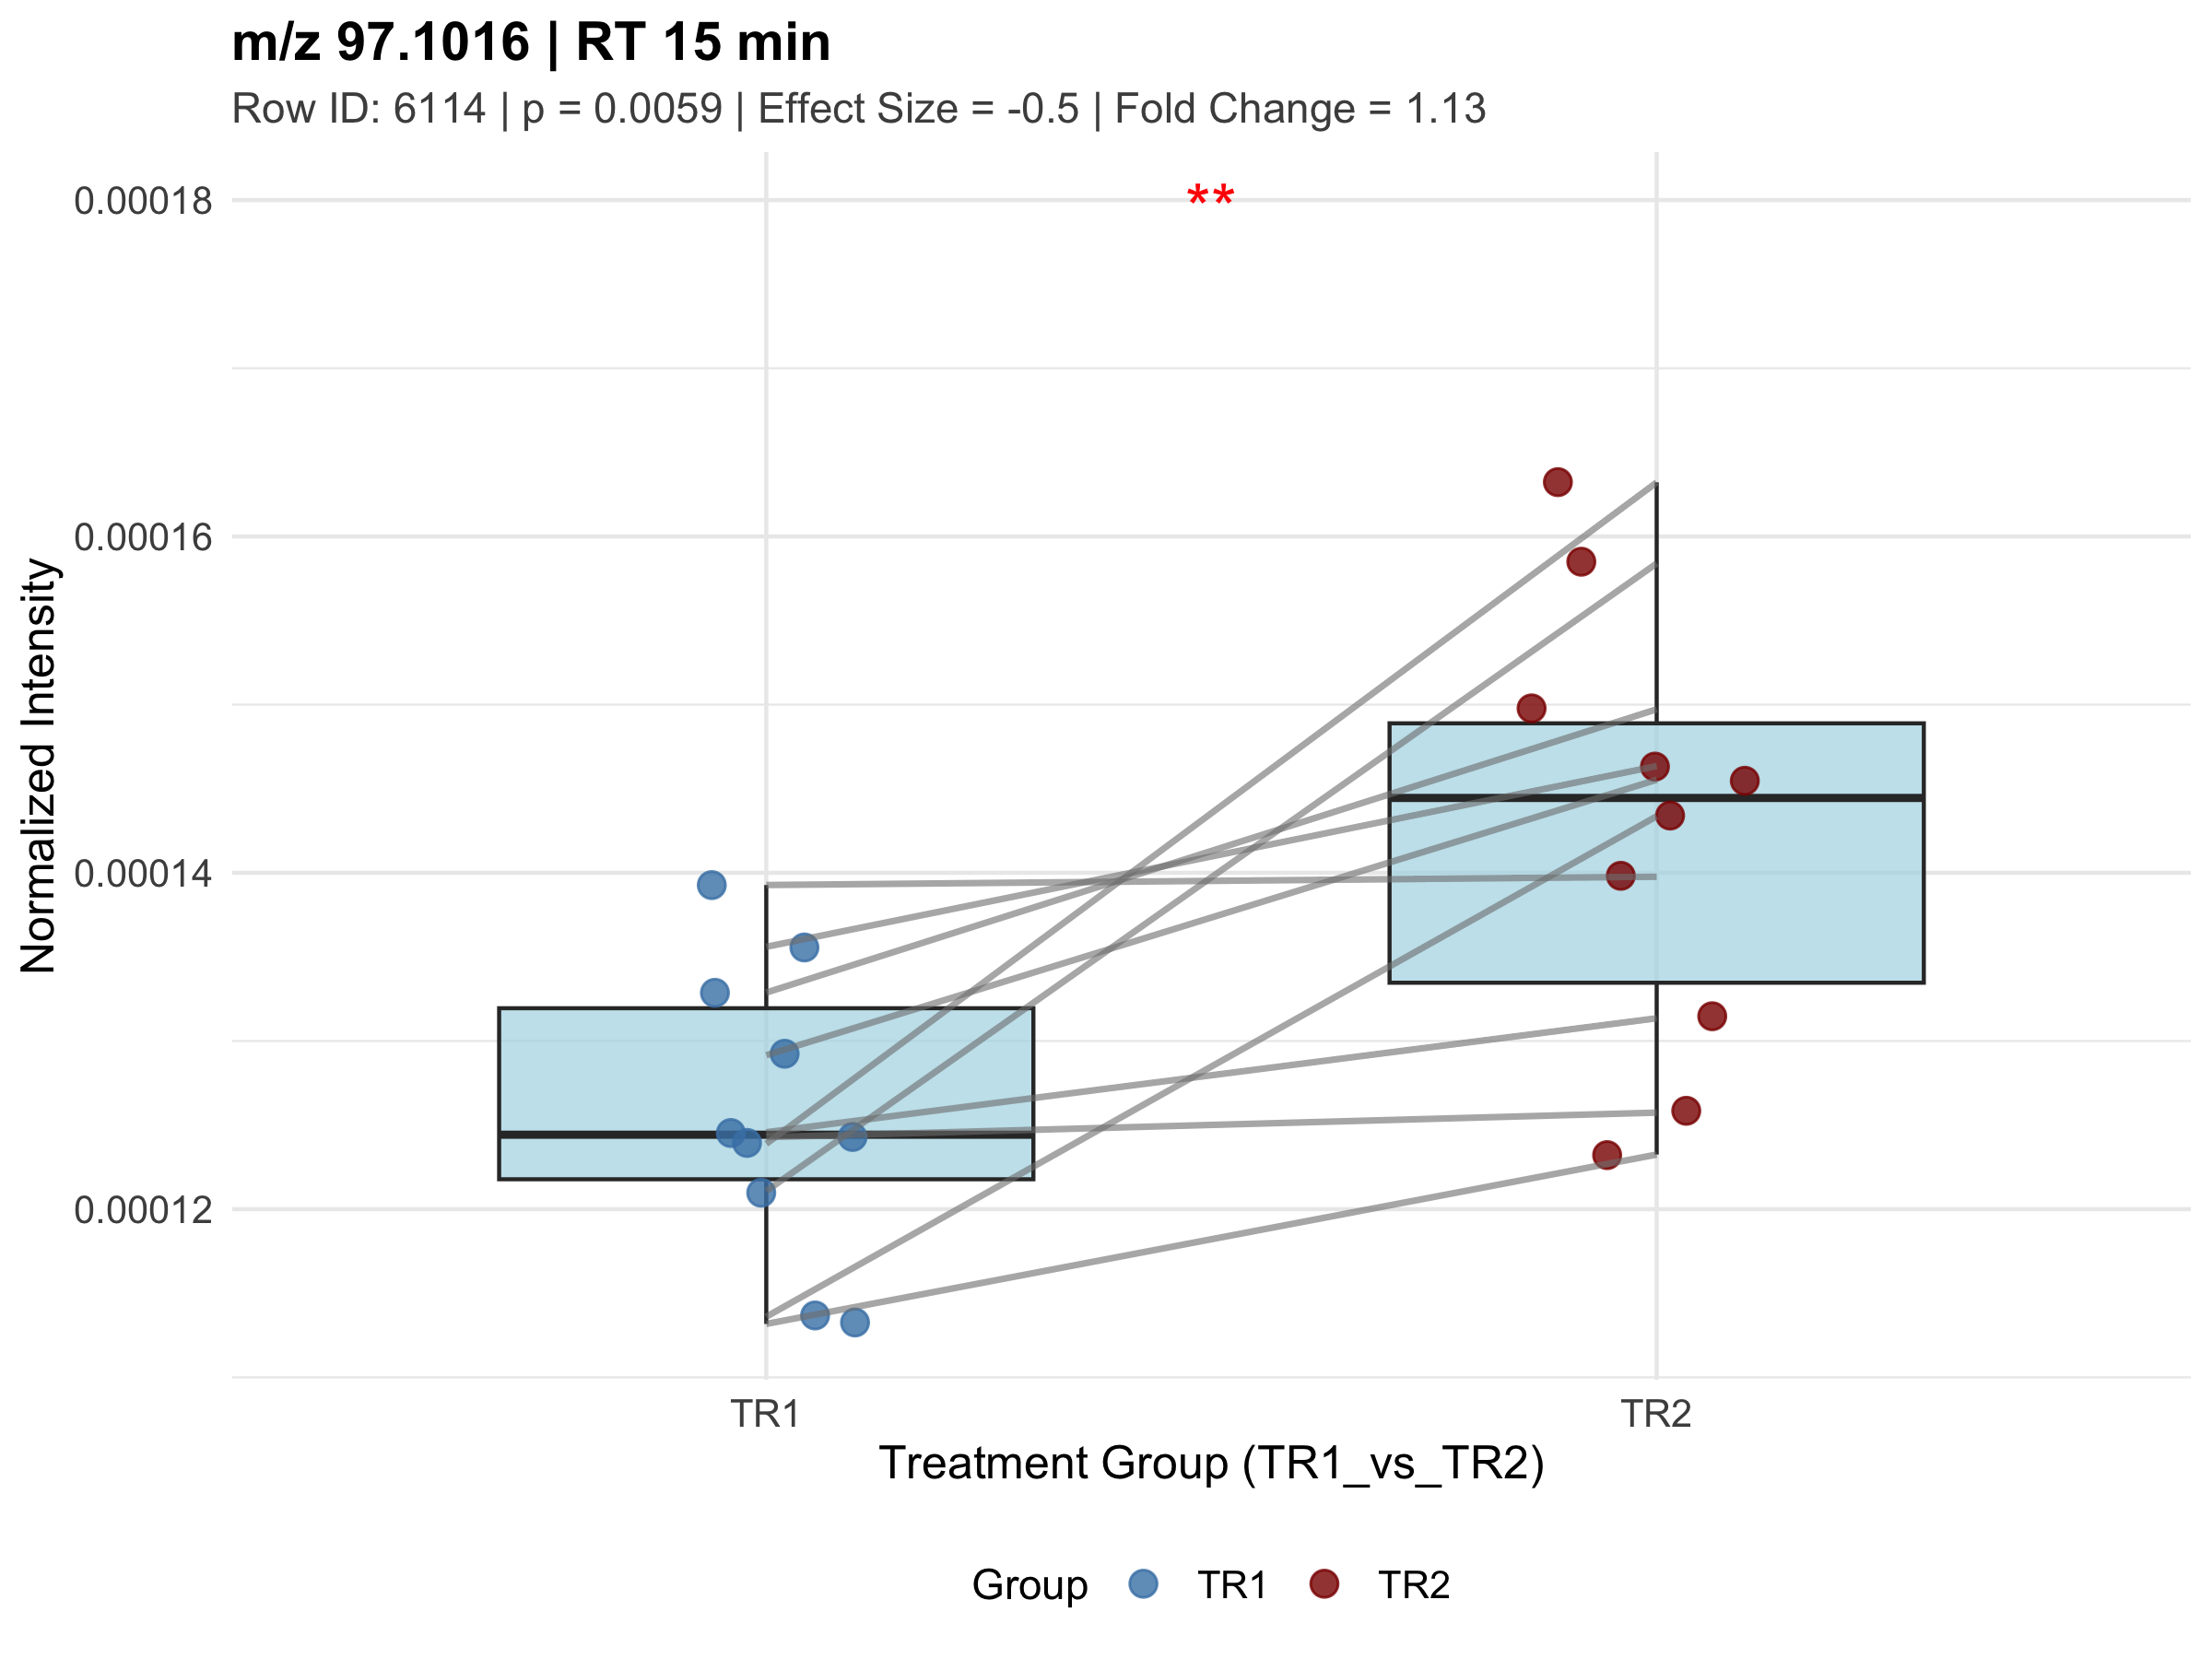 m/z 97.1016 | RT 15 min
Row ID: 6114 | p = 0.0059 | Effect Size = -0.5 | Fold Change = 1.13
**
0.00018
0.00016
0.00014
0.00012
Normalized Intensity
TR1
TR2
Treatment Group (TR1_vs_TR2)
Group TR1 TR2